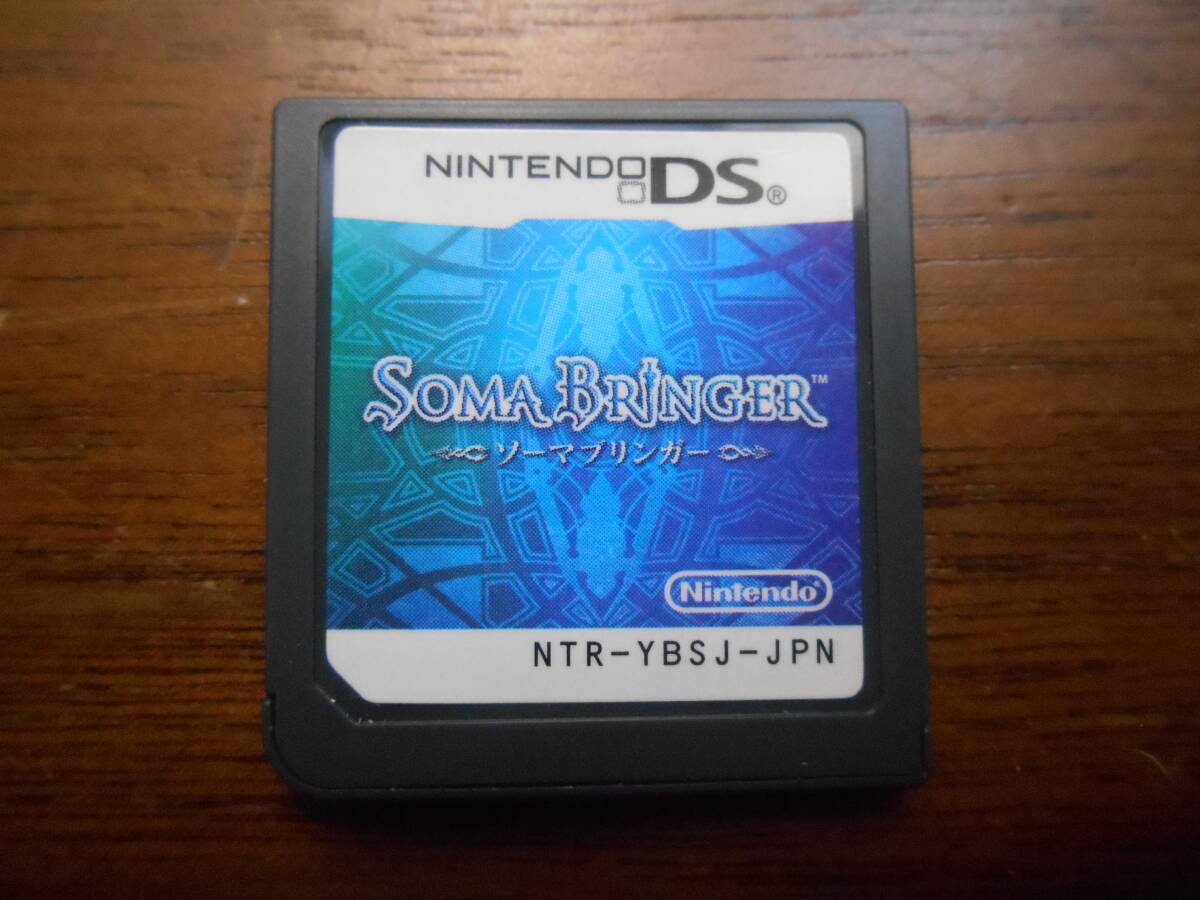 NINTENDO DS®
SOMA BRINGER™
ソーマブリンガー
Nintendo®
NTR-YBSJ-JPN